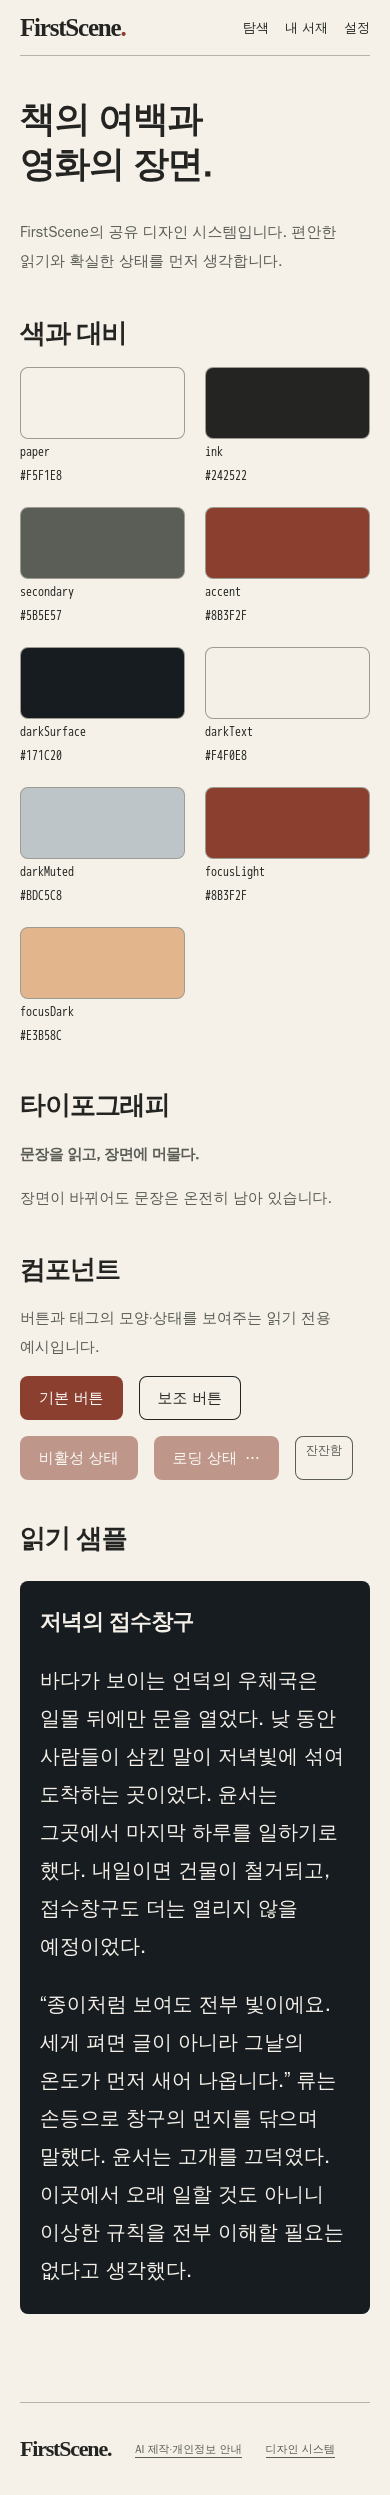 FirstScene.
탐색 내 서재 설정
책의 여백과
영화의 장면.
FirstScene의 공유 디자인 시스템입니다. 편안한
읽기와 확실한 상태를 먼저 생각합니다.
색과 대비
paper
#F5F1E8
ink
#242522
secondary
#5B5E57
accent
#8B3F2F
darkSurface
#171C20
darkText
#F4F0E8
darkMuted
#BDC5C8
focusLight
#8B3F2F
focusDark
#E3B58C
타이포그래피
문장을 읽고, 장면에 머물다.
장면이 바뀌어도 문장은 온전히 남아 있습니다.
컴포넌트
버튼과 태그의 모양·상태를 보여주는 읽기 전용
예시입니다.
기본 버튼 보조 버튼
비활성 상태 로딩 상태 ··· 잔잔함
읽기 샘플
저녁의 접수창구
바다가 보이는 언덕의 우체국은
일몰 뒤에만 문을 열었다. 낮 동안
사람들이 삼킨 말이 저녁빛에 섞여
도착하는 곳이었다. 윤서는
그곳에서 마지막 하루를 일하기로
했다. 내일이면 건물이 철거되고,
접수창구도 더는 열리지 않을
예정이었다.
“종이처럼 보여도 전부 빛이에요.
세게 펴면 글이 아니라 그날의
온도가 먼저 새어 나옵니다.” 류는
손등으로 창구의 먼지를 닦으며
말했다. 윤서는 고개를 끄덕였다.
이곳에서 오래 일할 것도 아니니
이상한 규칙을 전부 이해할 필요는
없다고 생각했다.
FirstScene. AI 제작·개인정보 안내 디자인 시스템